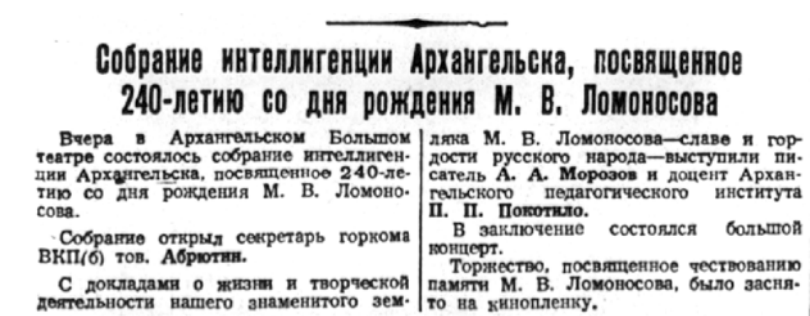 Собрание интеллигенции Архангельска, посвященное
240-летию со дня рождения М. В. Ломоносова
Вчера в Архангельском Большом
театре состоялось собрание интеллиген-
ции Архангельска, посвященное 240-ле-
тию со дня рождения М. В. Ломоно-
сова.
Собрание открыл секретарь горкома
ВКП(б) тов. Абрютин.
С докладами о жизни и творческой
деятельности нашего знаменитого зем-
ляка М. В. Ломоносова—славе и гор-
дости русского народа—выступили пи-
сатель А. А. Морозов и доцент Архан-
гельского педагогического института
П. П. Покотило.
В заключение состоялся большой
концерт.
Торжество, посвященное чествованию
памяти М. В. Ломоносова, было засня-
то на кинопленку.